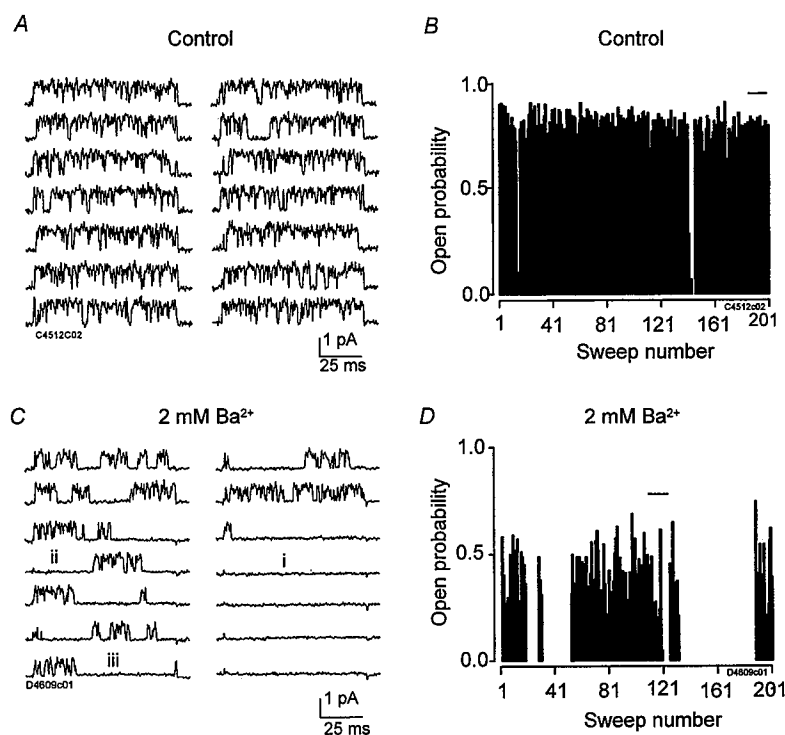 A
Control
C4512C02
1 pA
25 ms
B
Control
Open probability
1.0
0.5
0.0
C4512c02
1 41 81 121 161 201
Sweep number
C
2 mM Ba²⁺
ii
i
iii
D4609c01
1 pA
25 ms
D
2 mM Ba²⁺
Open probability
1.0
0.5
0.0
D4609c01
1 41 81 121 161 201
Sweep number